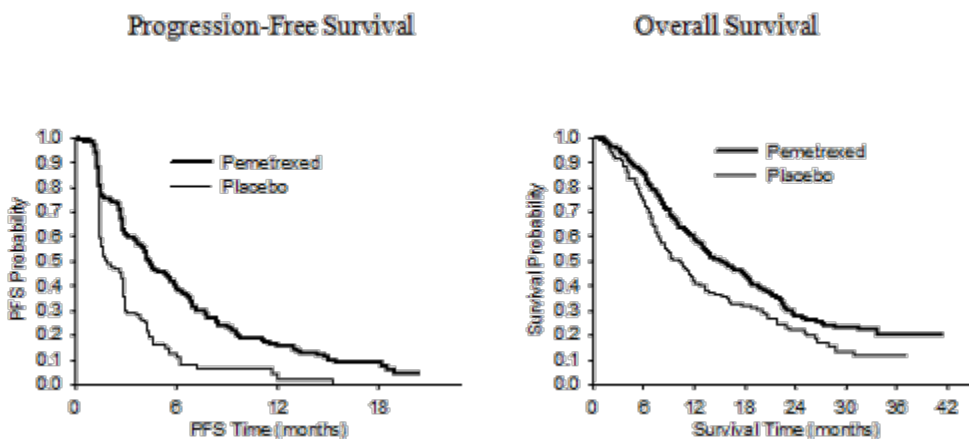 Progression-Free Survival
1.0
0.9
0.8
0.7
0.6
0.5
0.4
0.3
0.2
0.1
0.0
PFS Probability
Pemetrexed
Placebo
0 6 12 18
PFS Time (months)
Overall Survival
1.0
0.9
0.8
0.7
0.6
0.5
0.4
0.3
0.2
0.1
0.0
Survival Probability
Pemetrexed
Placebo
0 6 12 18 24 30 36 42
Survival Time (months)